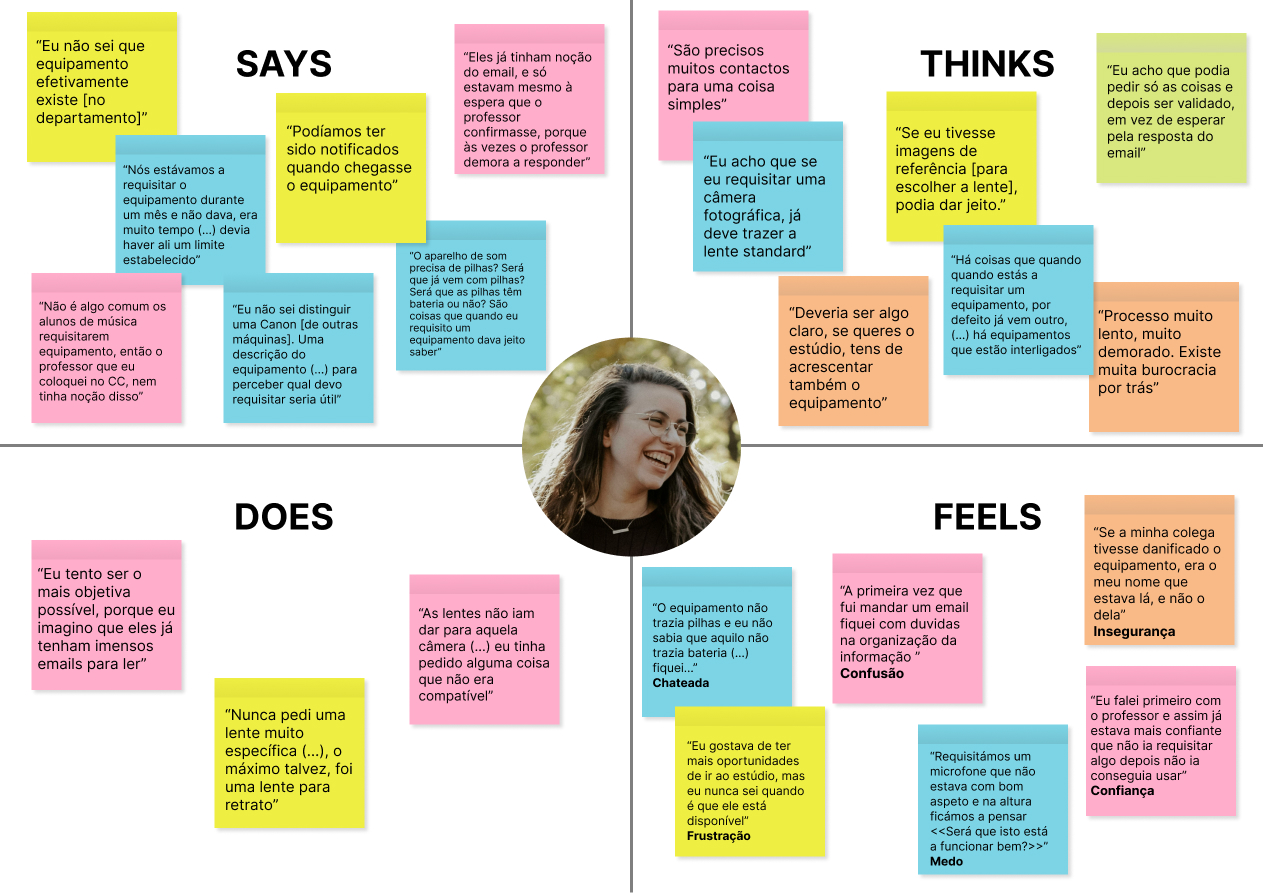 SAYS
“Eu não sei que
equipamento
efetivamente
existe [no
departamento]”
“Nós estávamos a
requisitar o
equipamento durante
um mês e não dava, era
muito tempo (...) devia
haver ali um limite
estabelecido”
“Podíamos ter
sido notificados
quando chegasse
o equipamento”
“Eles já tinham noção
do email, e só
estavam mesmo à
espera que o
professor
confirmasse, porque
às vezes o professor
demora a responder”
“Não é algo comum os
alunos de música
requisitarem
equipamento, então o
professor que eu
coloquei no CC, nem
tinha noção disso”
“Eu não sei distinguir
uma Canon [de outras
máquinas]. Uma
descrição do
equipamento (...) para
perceber qual devo
requisitar seria útil”
“O aparelho de som
precisa de pilhas? Será
que já vem com pilhas?
Será que as pilhas têm
bateria ou não? São
coisas que quando eu
requisito um
equipamento dava jeito
saber”
THINKS
“São precisos
muitos contactos
para uma coisa
simples”
“Eu acho que se
eu requisitar uma
câmera
fotográfica, já
deve trazer a
lente standard”
“Se eu tivesse
imagens de
referência [para
escolher a lente],
podia dar jeito.”
“Eu acho que podia
pedir só as coisas e
depois ser validado,
em vez de esperar
pela resposta do
email”
“Deveria ser algo
claro, se queres o
estúdio, tens de
acrescentar
também o
equipamento”
“Há coisas que quando
quando estás a
requisitar um
equipamento, por
defeito já vem outro,
(...) há equipamentos
que estão interligados”
“Processo muito
lento, muito
demorado. Existe
muita burocracia
por trás”
DOES
“Eu tento ser o
mais objetiva
possível, porque eu
imagino que eles já
tenham imensos
emails para ler”
“Nunca pedi uma
lente muito
específica (...), o
máximo talvez, foi
uma lente para
retrato”
“As lentes não iam
dar para aquela
câmera (...) eu tinha
pedido alguma coisa
que não era
compatível”
FEELS
“O equipamento não
trazia pilhas e eu não
sabia que aquilo não
trazia bateria (...)
fiquei...”
Chateada
“Eu gostava de ter
mais oportunidades
de ir ao estúdio, mas
eu nunca sei quando
é que ele está
disponível”
Frustração
“A primeira vez que
fui mandar um email
fiquei com duvidas
na organização da
informação ”
Confusão
“Requisitámos um
microfone que não
estava com bom
aspeto e na altura
ficámos a pensar
<<Será que isto está
a funcionar bem?>>”
Medo
“Se a minha colega
tivesse danificado o
equipamento, era o
meu nome que
estava lá, e não o
dela”
Insegurança
“Eu falei primeiro com
o professor e assim já
estava mais confiante
que não ia requisitar
algo depois não ia
conseguia usar”
Confiança